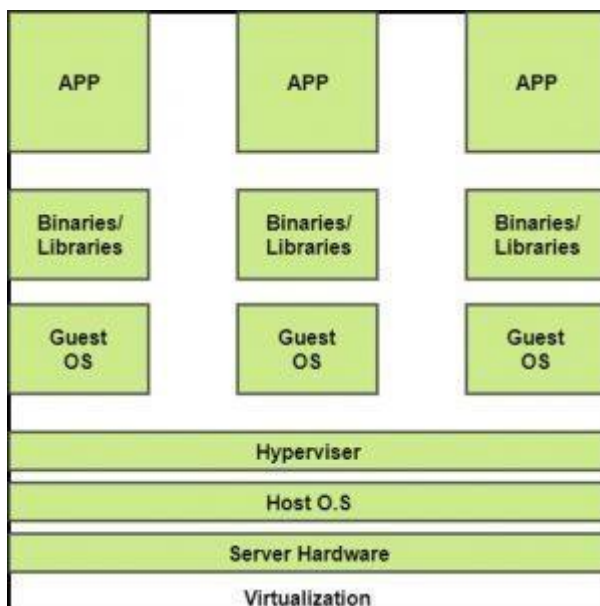 APP APP APP
Binaries/ Binaries/ Binaries/
Libraries Libraries Libraries
Guest Guest Guest
OS OS OS
Hyperviser
Host O.S
Server Hardware
Virtualization